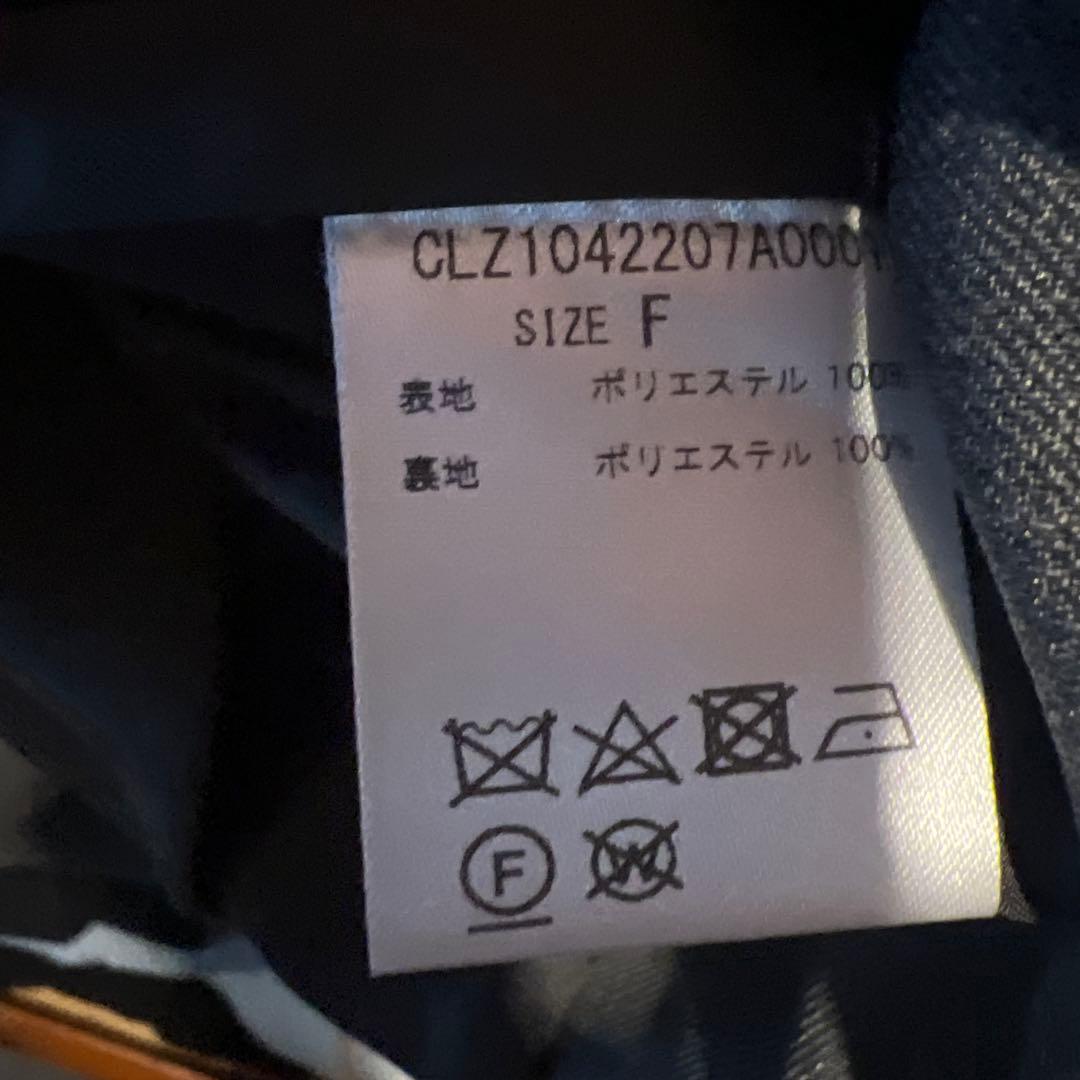 CLZ1042207A000
SIZE F
表地 ポリエステル 100%
裏地 ポリエステル 100%
F
W